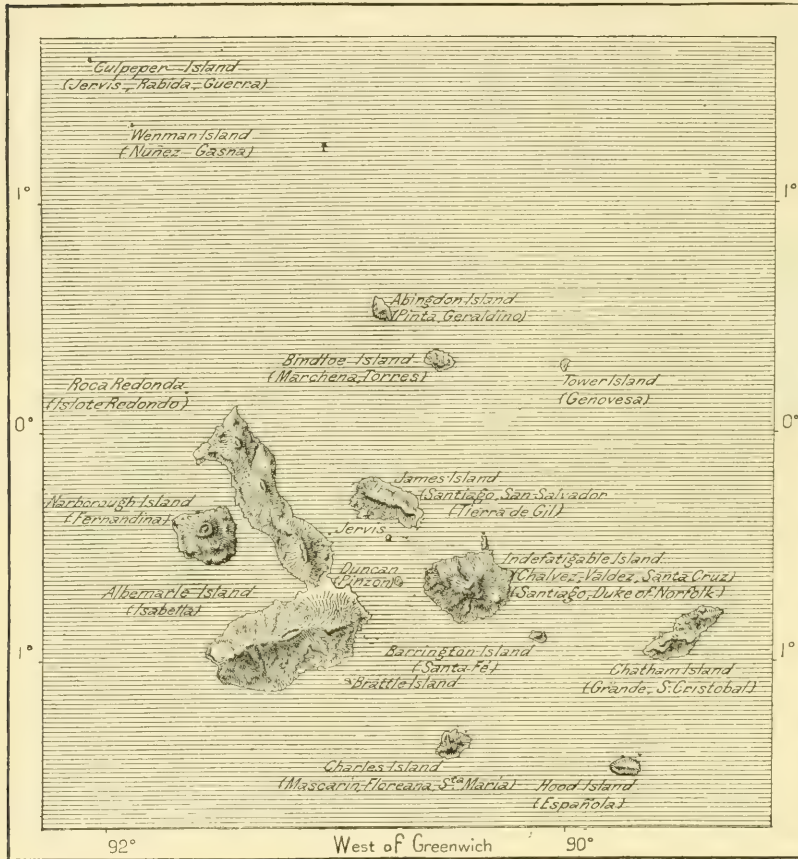 Culpeper Island
(Jervis, Rabida-Guerra)
Wenman Island
(Nuñez-Gasna)
1°
1°
Abingdon Island
(Pinta, Geraldino)
Bindloe Island
(Marchena, Torres)
Tower Island
(Genovesa)
Roca Redonda
(Islote Redondo)
0°
0°
James Island
(Santiago, San Salvador
(Tierra de Gil)
Narborough Island
(Fernandina)
Jervis
Duncan
(Pinzon)
Indefatigable Island
(Chalvez-Valdez, Santa Cruz)
(Santiago, Duke of Norfolk)
Albemarle Island
(Isabella)
Barrington Island
(Santa Fé)
1°
1°
Chatham Island
(Grande, S. Cristobal)
Brattle Island
Charles Island
(Mascarin-Floreana, Sta Maria)
Hood Island
(Española)
92°
West of Greenwich
90°